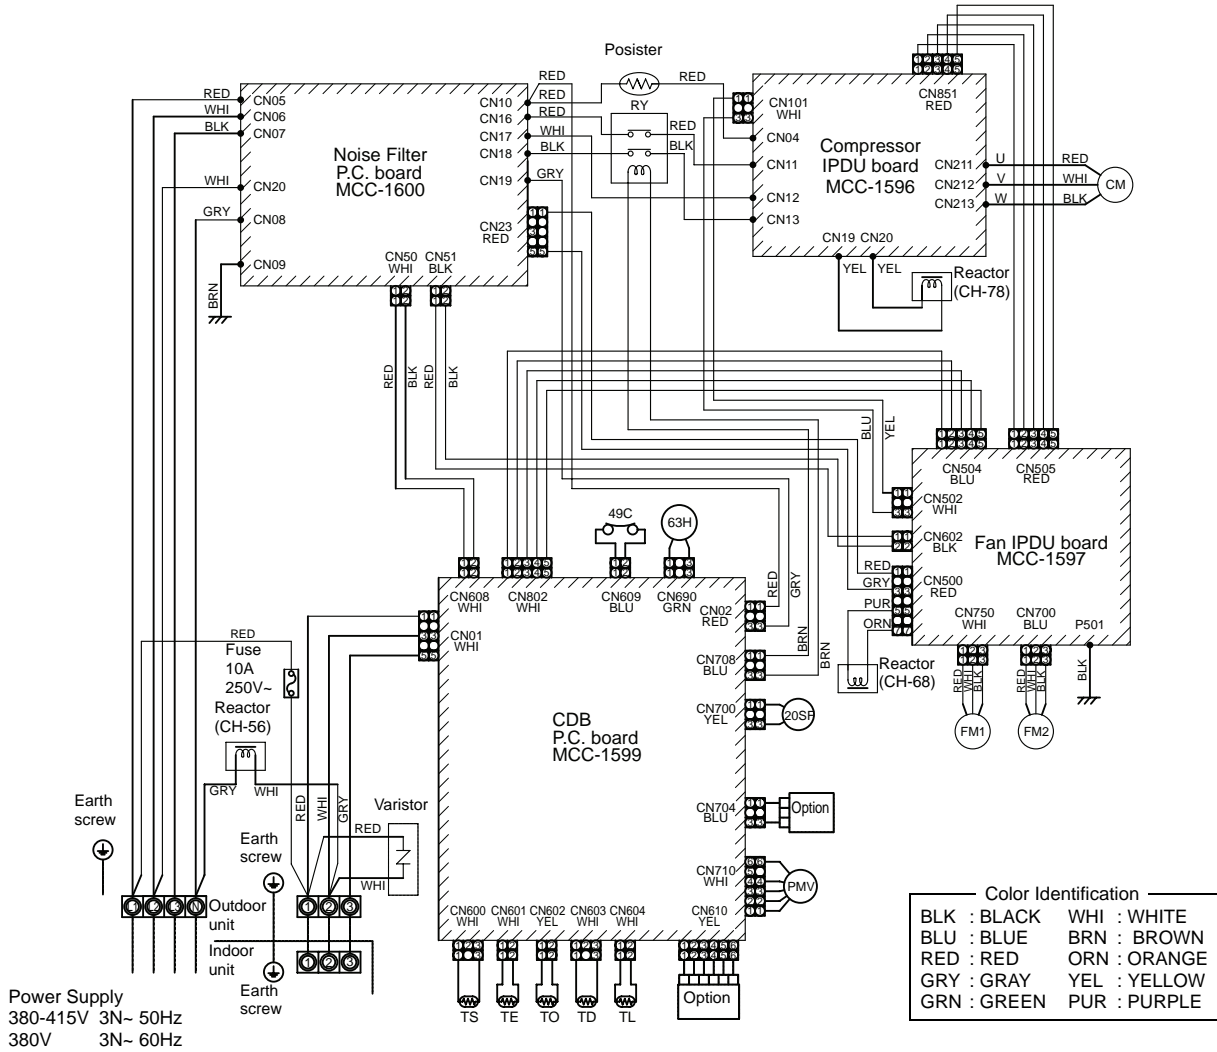 Posister
RED
RED
RED
RED
WHI
BLK
GRY
RY
RED
BLK
RED
WHI
BLK
WHI
GRY
BRN
CN05
CN06
CN07
CN20
CN08
CN09
CN10
CN16
CN17
CN18
CN19
CN23
RED
Noise Filter
P.C. board
MCC-1600
CN50
WHI
CN51
BLK
CN101
WHI
CN04
CN11
CN12
CN13
CN851
RED
Compressor
IPDU board
MCC-1596
CN211
CN212
CN213
U
V
W
RED
WHI
BLK
CM
CN19
CN20
YEL
YEL
Reactor
(CH-78)
RED
BLK
RED
BLK
BLU
YEL
CN504
BLU
CN505
RED
CN502
WHI
CN602
BLK
CN500
RED
Fan IPDU board
MCC-1597
RED
GRY
PUR
ORN
CN750
WHI
CN700
BLU
P501
BLK
Reactor
(CH-68)
RED
WHI
BLK
RED
WHI
BLK
FM1
FM2
49C
63H
CN608
WHI
CN802
WHI
CN609
BLU
CN690
GRN
CN02
RED
RED
GRY
BRN
BRN
CN01
WHI
CN708
BLU
CN700
YEL
20SF
CDB
P.C. board
MCC-1599
CN704
BLU
Option
CN710
WHI
PMV
CN600
WHI
CN601
WHI
CN602
YEL
CN603
WHI
CN604
WHI
CN610
YEL
TS
TE
TO
TD
TL
Option
RED
Fuse
10A
250V~
Reactor
(CH-56)
GRY
WHI
RED
WHI
GRY
Varistor
RED
WHI
Earth
screw
Earth
screw
L1 L2 L3 N
Outdoor
unit
1 2 3
Indoor
unit
1 2 3
Earth
screw
Power Supply
380-415V 3N~ 50Hz
380V 3N~ 60Hz
Color Identification
BLK : BLACK WHI : WHITE
BLU : BLUE BRN : BROWN
RED : RED ORN : ORANGE
GRY : GRAY YEL : YELLOW
GRN : GREEN PUR : PURPLE